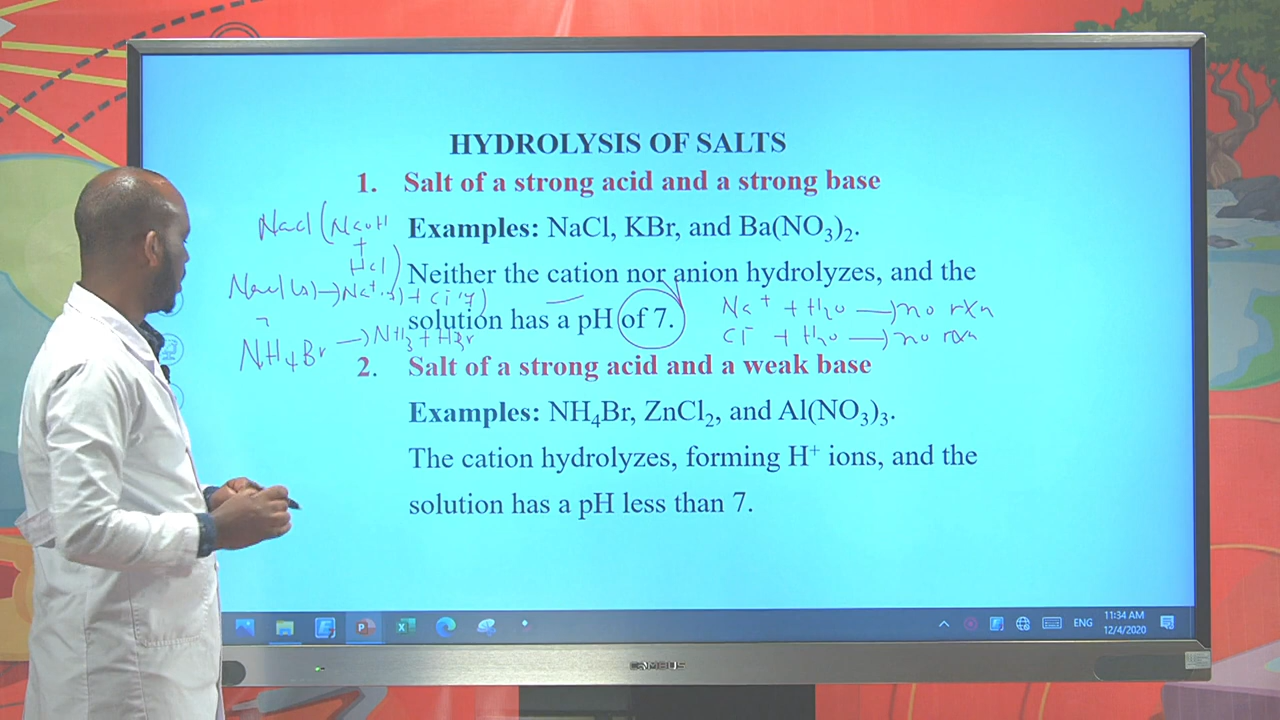 HYDROLYSIS OF SALTS
1. Salt of a strong acid and a strong base
NaCl (NaOH
+
HCl)
Examples: NaCl, KBr, and Ba(NO₃)₂.
Neither the cation nor anion hydrolyzes, and the
NaCl(s) → Na⁺
solution has a pH of 7.
Na⁺ + H₂O → no rxn
Cl⁻ + H₂O → no rxn
NH₄Br → NH₃ + HBr
2. Salt of a strong acid and a weak base
Examples: NH₄Br, ZnCl₂, and Al(NO₃)₃.
The cation hydrolyzes, forming H⁺ ions, and the
solution has a pH less than 7.
ENG
11:34 AM
12/4/2020